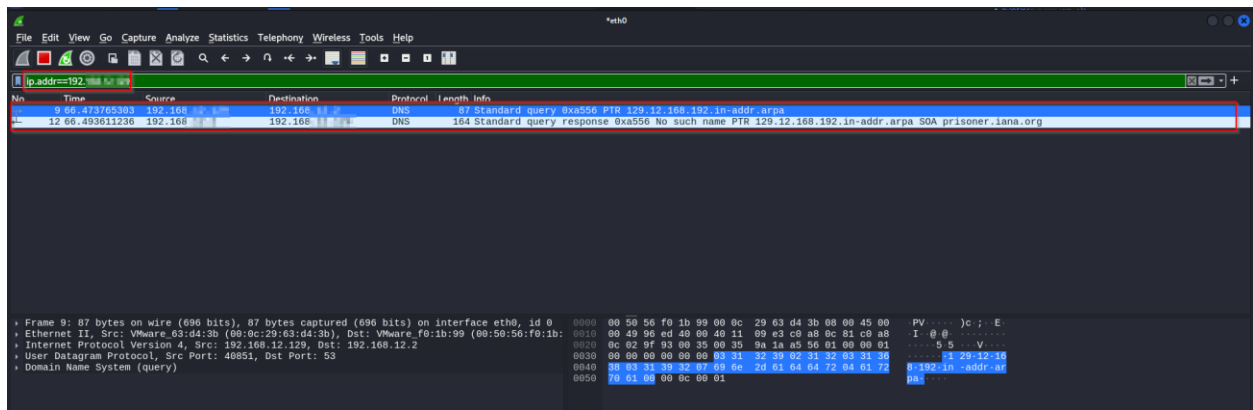 *eth0
File Edit View Go Capture Analyze Statistics Telephony Wireless Tools Help
ip.addr==192.
No. Time Source Destination Protocol Length Info
9 66.473765303 192.168 192.168 DNS 87 Standard query 0xa556 PTR 129.12.168.192.in-addr.arpa
12 66.493611236 192.168 192.168 DNS 164 Standard query response 0xa556 No such name PTR 129.12.168.192.in-addr.arpa SOA prisoner.iana.org
Frame 9: 87 bytes on wire (696 bits), 87 bytes captured (696 bits) on interface eth0, id 0
Ethernet II, Src: VMware_63:d4:3b (00:0c:29:63:d4:3b), Dst: VMware_f0:1b:99 (00:50:56:f0:1b:
Internet Protocol Version 4, Src: 192.168.12.129, Dst: 192.168.12.2
User Datagram Protocol, Src Port: 40851, Dst Port: 53
Domain Name System (query)
0000 00 50 56 f0 1b 99 00 0c 29 63 d4 3b 08 00 45 00 ·PV····· )c·;··E·
0010 00 49 96 ed 40 00 40 11 09 e3 c0 a8 0c 81 c0 a8 ·I··@·@· ········
0020 0c 02 9f 93 00 35 00 35 9a 1a a5 56 01 00 00 01 ·····5·5 ···V····
0030 00 00 00 00 00 00 03 31 32 39 02 31 32 03 31 36 ·······1 29·12·16
0040 38 03 31 39 32 07 69 6e 2d 61 64 64 72 04 61 72 8·192·in -addr·ar
0050 70 61 00 00 0c 00 01 pa·····